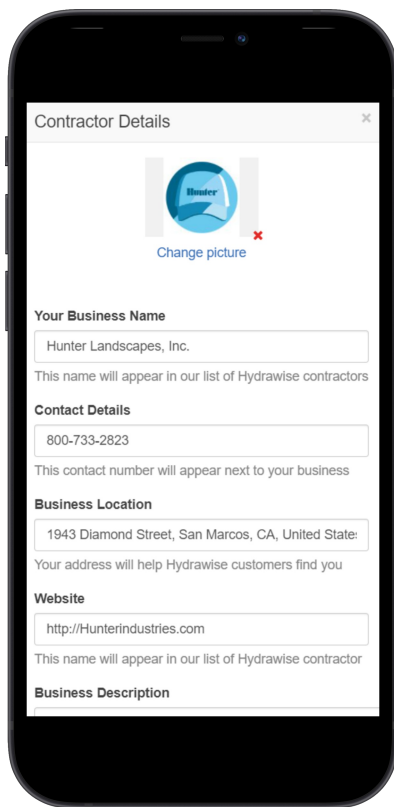 Contractor Details
×
Hunter
Change picture
Your Business Name
Hunter Landscapes, Inc.
This name will appear in our list of Hydrawise contractors
Contact Details
800-733-2823
This contact number will appear next to your business
Business Location
1943 Diamond Street, San Marcos, CA, United State
Your address will help Hydrawise customers find you
Website
http://Hunterindustries.com
This name will appear in our list of Hydrawise contractor
Business Description